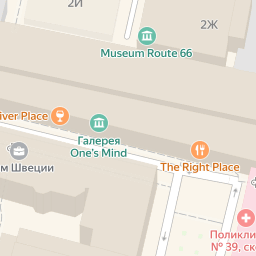 2И
2Ж
Museum Route 66
iver Place
Галерея
One's Mind
The Right Place
м Швеции
Поликли
№ 39, ск